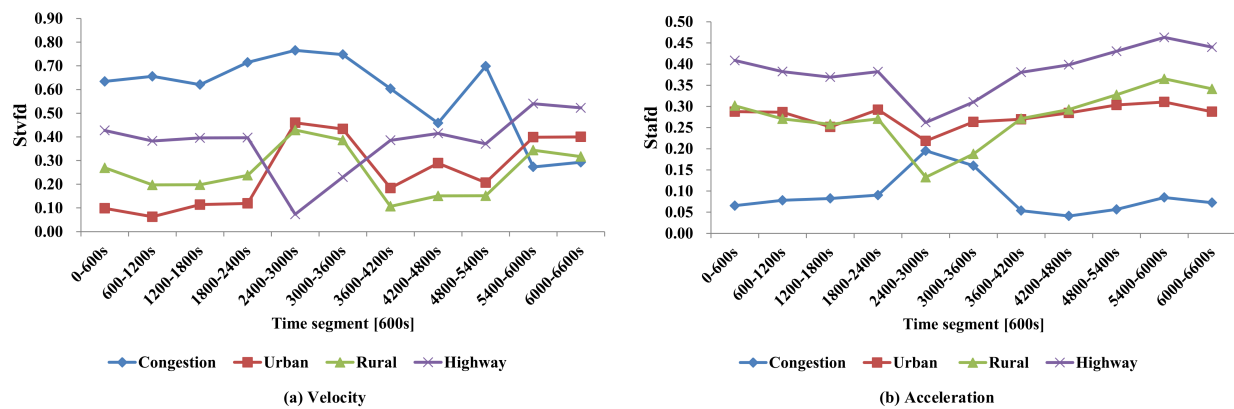 Stvfd
0.90
0.80
0.70
0.60
0.50
0.40
0.30
0.20
0.10
0.00
0-600s
600-1200s
1200-1800s
1800-2400s
2400-3000s
3000-3600s
3600-4200s
4200-4800s
4800-5400s
5400-6000s
6000-6600s
Time segment [600s]
Congestion Urban Rural Highway
(a) Velocity
Stafd
0.50
0.45
0.40
0.35
0.30
0.25
0.20
0.15
0.10
0.05
0.00
0-600s
600-1200s
1200-1800s
1800-2400s
2400-3000s
3000-3600s
3600-4200s
4200-4800s
4800-5400s
5400-6000s
6000-6600s
Time segment [600s]
Congestion Urban Rural Highway
(b) Acceleration